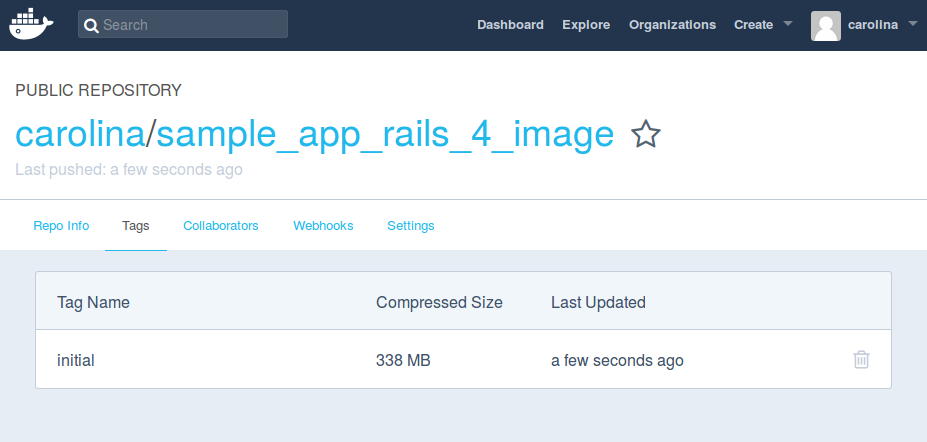 Search Dashboard Explore Organizations Create carolina
PUBLIC REPOSITORY
carolina/sample_app_rails_4_image
Last pushed: a few seconds ago
Repo Info Tags Collaborators Webhooks Settings
Tag Name Compressed Size Last Updated
initial 338 MB a few seconds ago